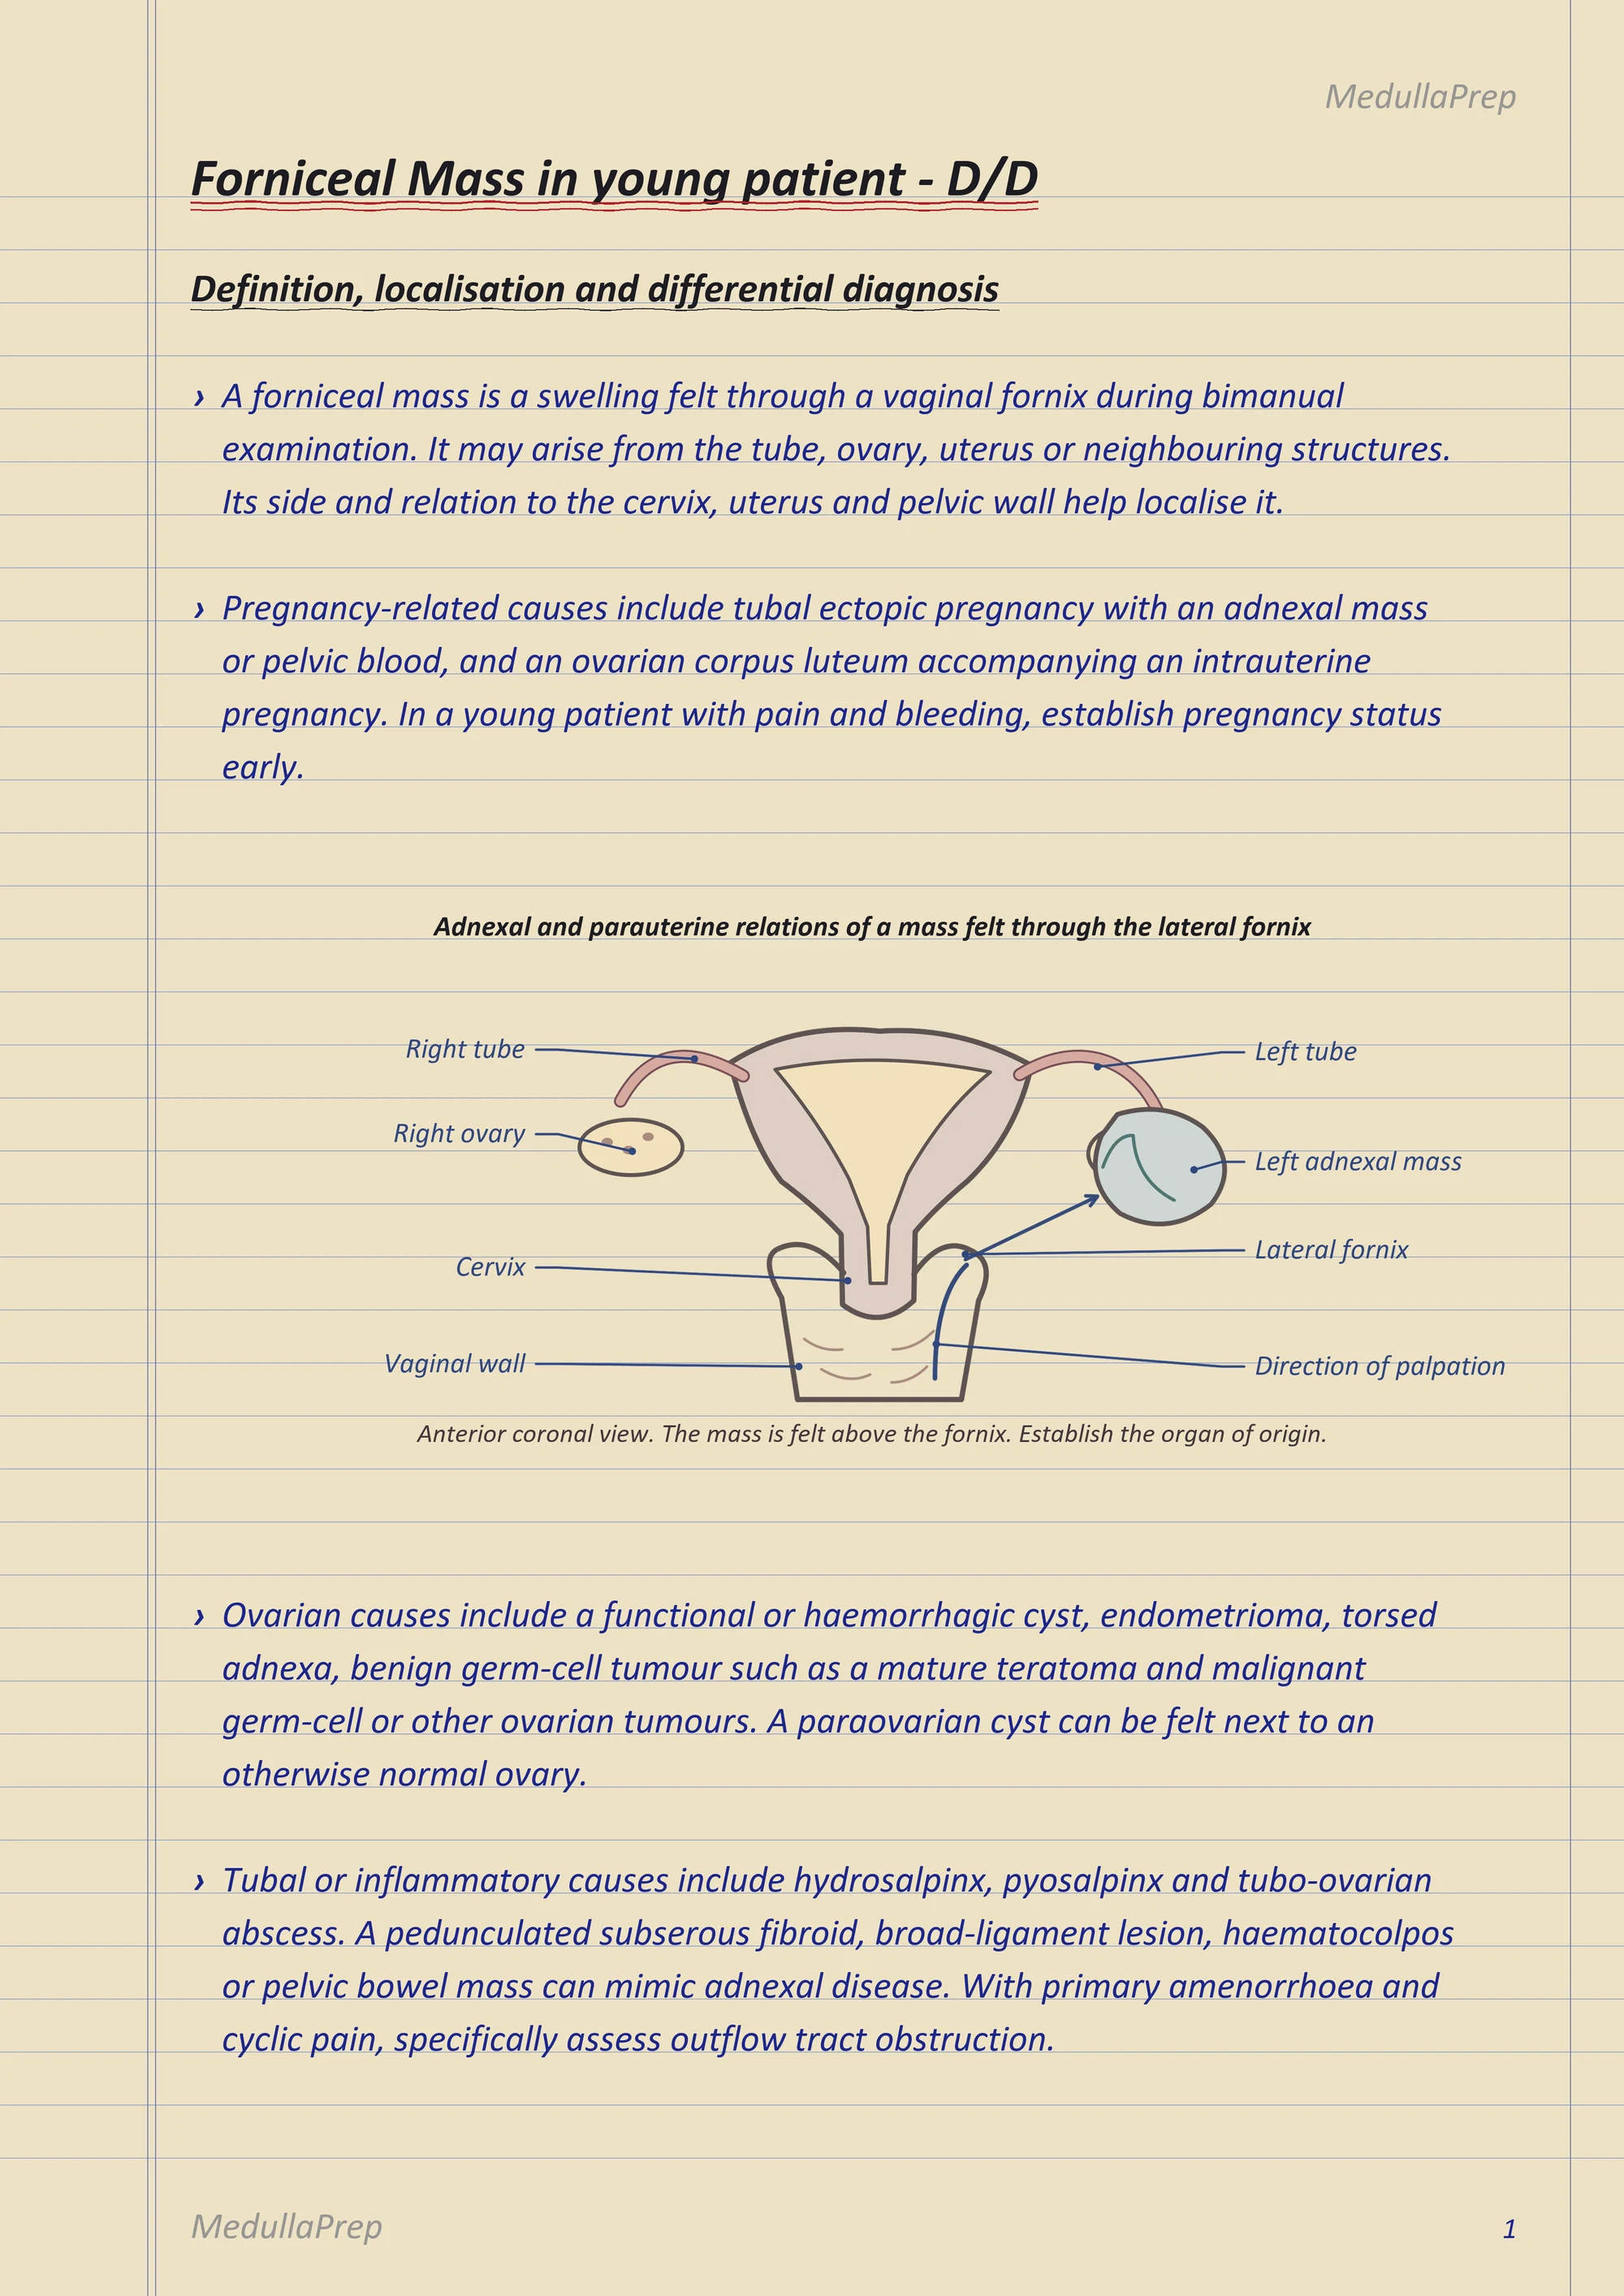 MedullaPrep
Forniceal Mass in young patient - D/D
Definition, localisation and differential diagnosis
› A forniceal mass is a swelling felt through a vaginal fornix during bimanual
examination. It may arise from the tube, ovary, uterus or neighbouring structures.
Its side and relation to the cervix, uterus and pelvic wall help localise it.
› Pregnancy-related causes include tubal ectopic pregnancy with an adnexal mass
or pelvic blood, and an ovarian corpus luteum accompanying an intrauterine
pregnancy. In a young patient with pain and bleeding, establish pregnancy status
early.
Adnexal and parauterine relations of a mass felt through the lateral fornix
Right tube
Left tube
Right ovary
Left adnexal mass
Lateral fornix
Cervix
Vaginal wall
Direction of palpation
Anterior coronal view. The mass is felt above the fornix. Establish the organ of origin.
› Ovarian causes include a functional or haemorrhagic cyst, endometrioma, torsed
adnexa, benign germ-cell tumour such as a mature teratoma and malignant
germ-cell or other ovarian tumours. A paraovarian cyst can be felt next to an
otherwise normal ovary.
› Tubal or inflammatory causes include hydrosalpinx, pyosalpinx and tubo-ovarian
abscess. A pedunculated subserous fibroid, broad-ligament lesion, haematocolpos
or pelvic bowel mass can mimic adnexal disease. With primary amenorrhoea and
cyclic pain, specifically assess outflow tract obstruction.
MedullaPrep
1